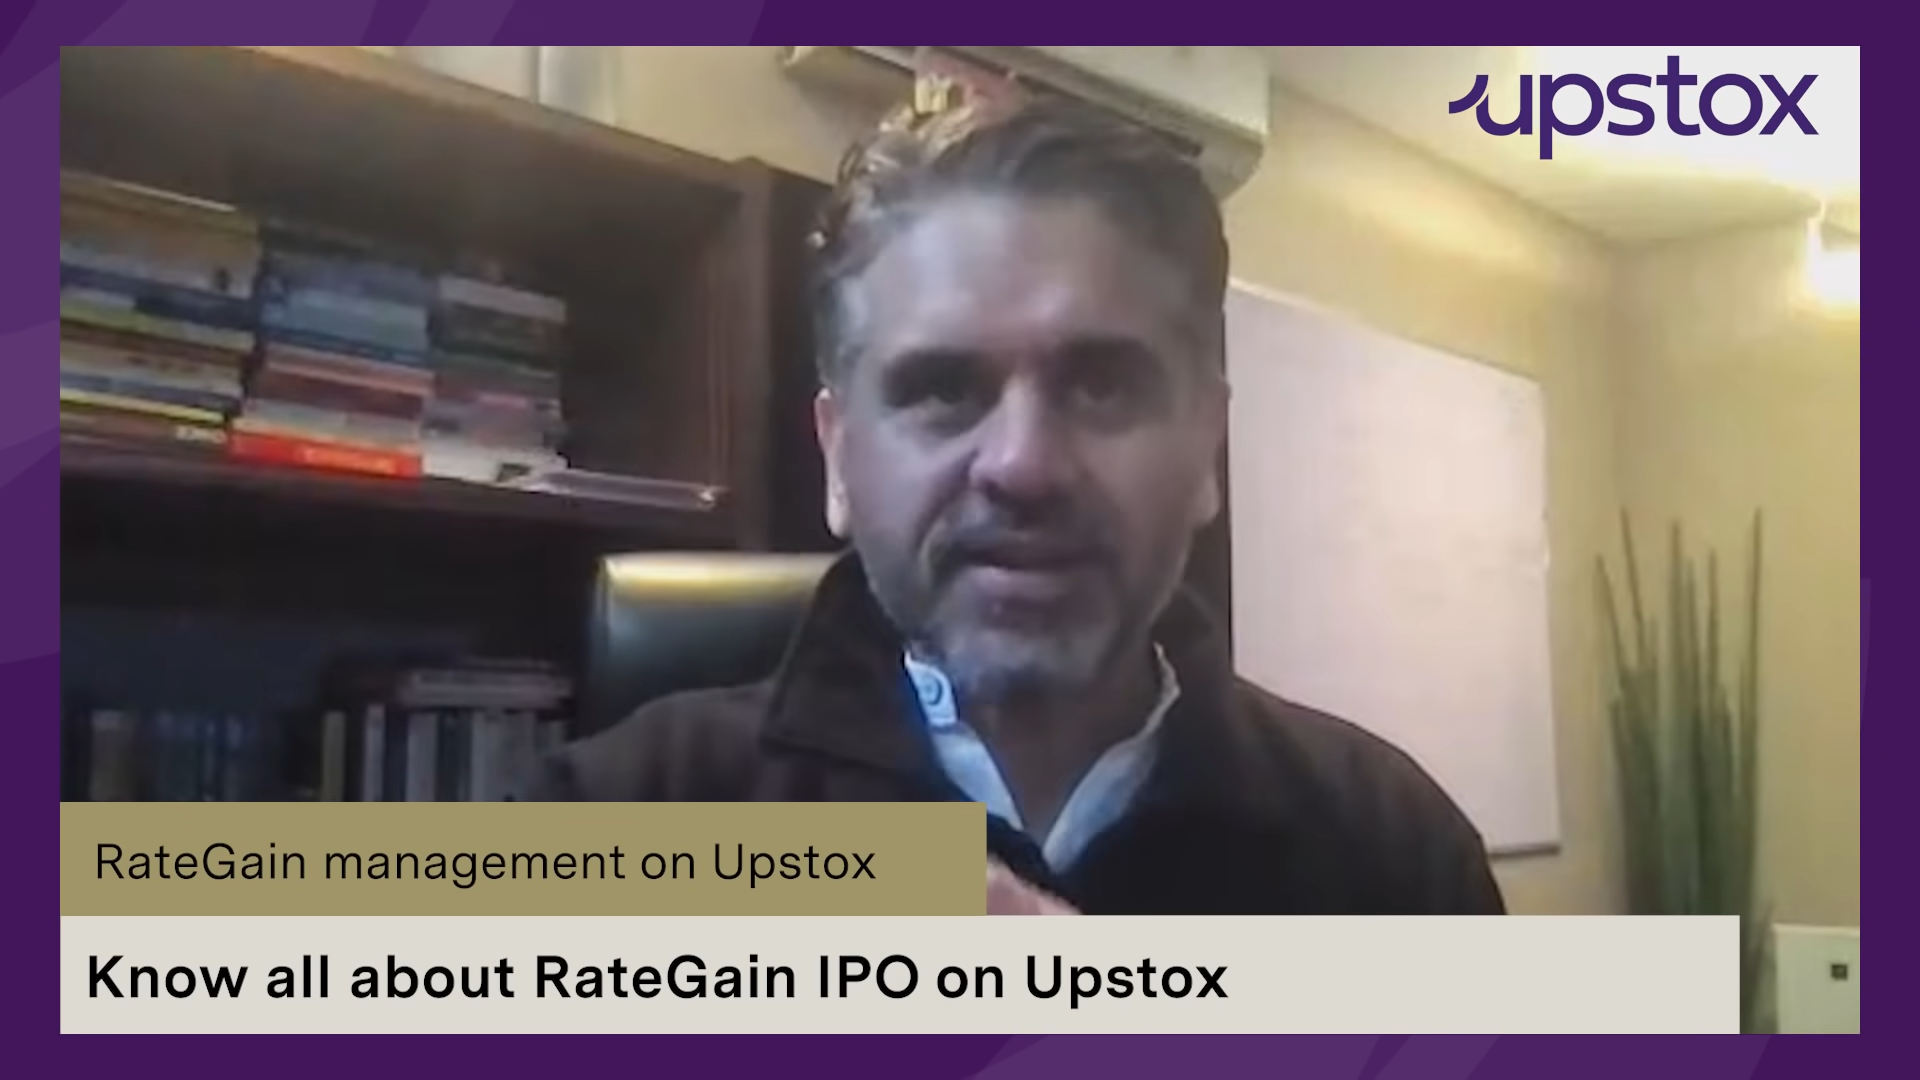 upstox
RateGain management on Upstox
Know all about RateGain IPO on Upstox